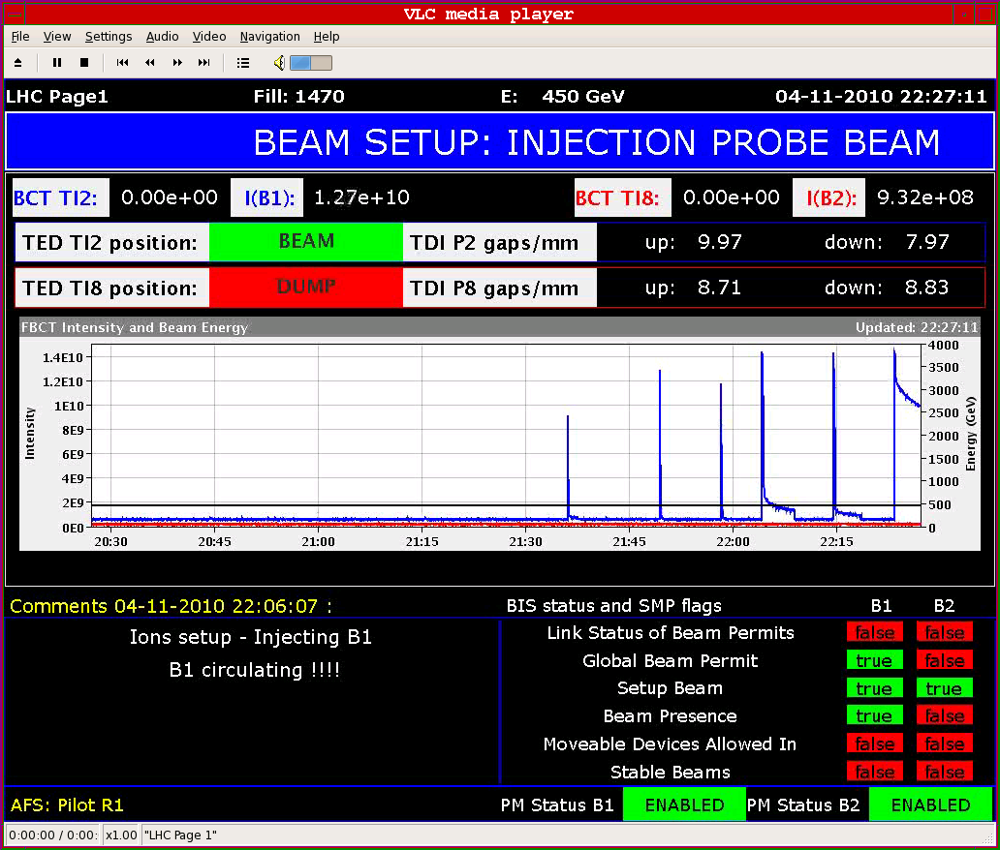 VLC media player
File View Settings Audio Video Navigation Help
LHC Page1 Fill: 1470 E: 450 GeV 04-11-2010 22:27:11
BEAM SETUP: INJECTION PROBE BEAM
BCT TI2: 0.00e+00 I(B1): 1.27e+10 BCT TI8: 0.00e+00 I(B2): 9.32e+08
TED TI2 position: BEAM TDI P2 gaps/mm up: 9.97 down: 7.97
TED TI8 position: DUMP TDI P8 gaps/mm up: 8.71 down: 8.83
FBCT Intensity and Beam Energy Updated: 22:27:11
4000
1.4E10 3500
1.2E10 3000
1E10 2500
8E9 2000
6E9 1500
4E9 1000
2E9 500
0E0 0
Intensity
Energy (GeV)
20:30 20:45 21:00 21:15 21:30 21:45 22:00 22:15
Comments 04-11-2010 22:06:07 :
Ions setup - Injecting B1
B1 circulating !!!!
BIS status and SMP flags B1 B2
Link Status of Beam Permits false false
Global Beam Permit true false
Setup Beam true true
Beam Presence true false
Moveable Devices Allowed In false false
Stable Beams false false
AFS: Pilot R1 PM Status B1 ENABLED PM Status B2 ENABLED
0:00:00 / 0:00: x1.00 "LHC Page 1"